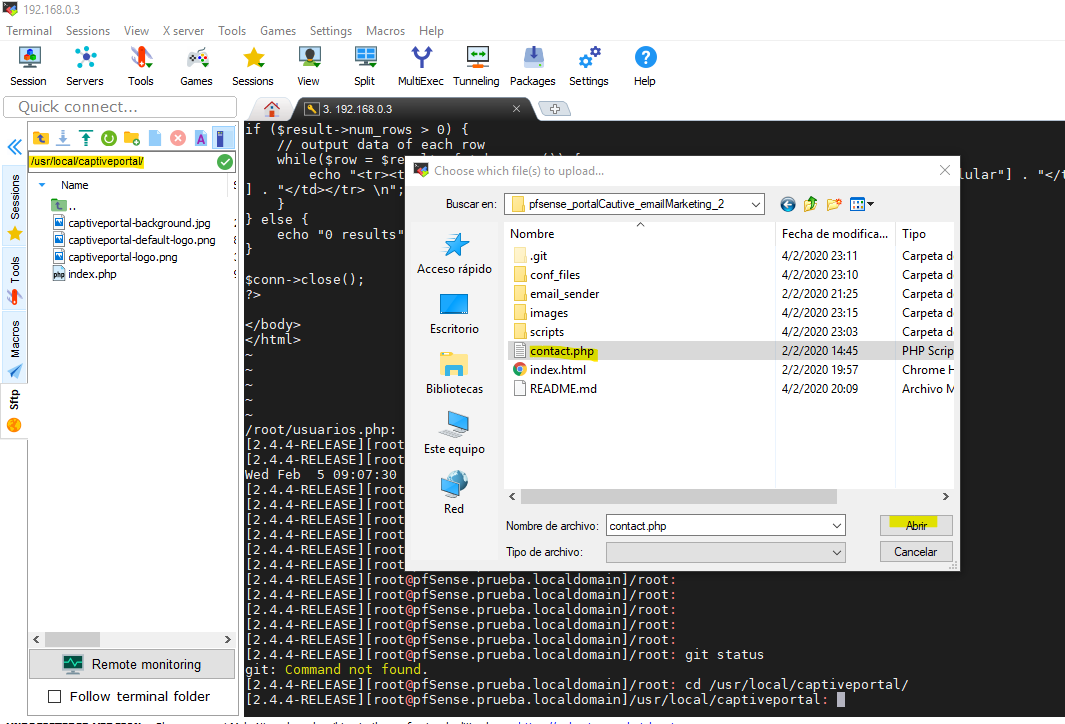 192.168.0.3
Terminal Sessions View X server Tools Games Settings Macros Help
Session Servers Tools Games Sessions View Split MultiExec Tunneling Packages Settings Help
Quick connect...
3. 192.168.0.3
/usr/local/captiveportal/
Name
..
captiveportal-background.jpg
captiveportal-default-logo.png
captiveportal-logo.png
index.php
Sessions
Tools
Macros
Sftp
Remote monitoring
Follow terminal folder
if ($result->num_rows > 0) {
// output data of each row
while($row = $
echo "<tr><t
lular"] . "</t
] . "</td></tr> \n";
}
} else {
echo "0 results"
}
$conn->close();
?>
</body>
</html>
~
~
~
~
~
/root/usuarios.php:
[2.4.4-RELEASE][root
[2.4.4-RELEASE][root
Wed Feb 5 09:07:30
[2.4.4-RELEASE][root
[2.4.4-RELEASE][root
[2.4.4-RELEASE][root
[2.4.4-RELEASE][root
[2.4.4-RELEASE][root
[2.4.4-RELEASE][root
[2.4.4-RELEASE][root@pfSense.prueba.localdomain]/root:
[2.4.4-RELEASE][root@pfSense.prueba.localdomain]/root:
[2.4.4-RELEASE][root@pfSense.prueba.localdomain]/root:
[2.4.4-RELEASE][root@pfSense.prueba.localdomain]/root:
[2.4.4-RELEASE][root@pfSense.prueba.localdomain]/root:
[2.4.4-RELEASE][root@pfSense.prueba.localdomain]/root: git status
git: Command not found.
[2.4.4-RELEASE][root@pfSense.prueba.localdomain]/root: cd /usr/local/captiveportal/
[2.4.4-RELEASE][root@pfSense.prueba.localdomain]/usr/local/captiveportal:
Choose which file(s) to upload...
Buscar en: pfsense_portalCautive_emailMarketing_2
Acceso rápido
Escritorio
Bibliotecas
Este equipo
Red
Nombre Fecha de modifica... Tipo
.git 4/2/2020 23:11 Carpeta d
conf_files 4/2/2020 23:10 Carpeta d
email_sender 2/2/2020 21:25 Carpeta d
images 4/2/2020 23:15 Carpeta d
scripts 4/2/2020 23:03 Carpeta d
contact.php 2/2/2020 14:45 PHP Scrip
index.html 2/2/2020 19:57 Chrome H
README.md 4/2/2020 20:09 Archivo M
Nombre de archivo: contact.php Abrir
Tipo de archivo: Cancelar